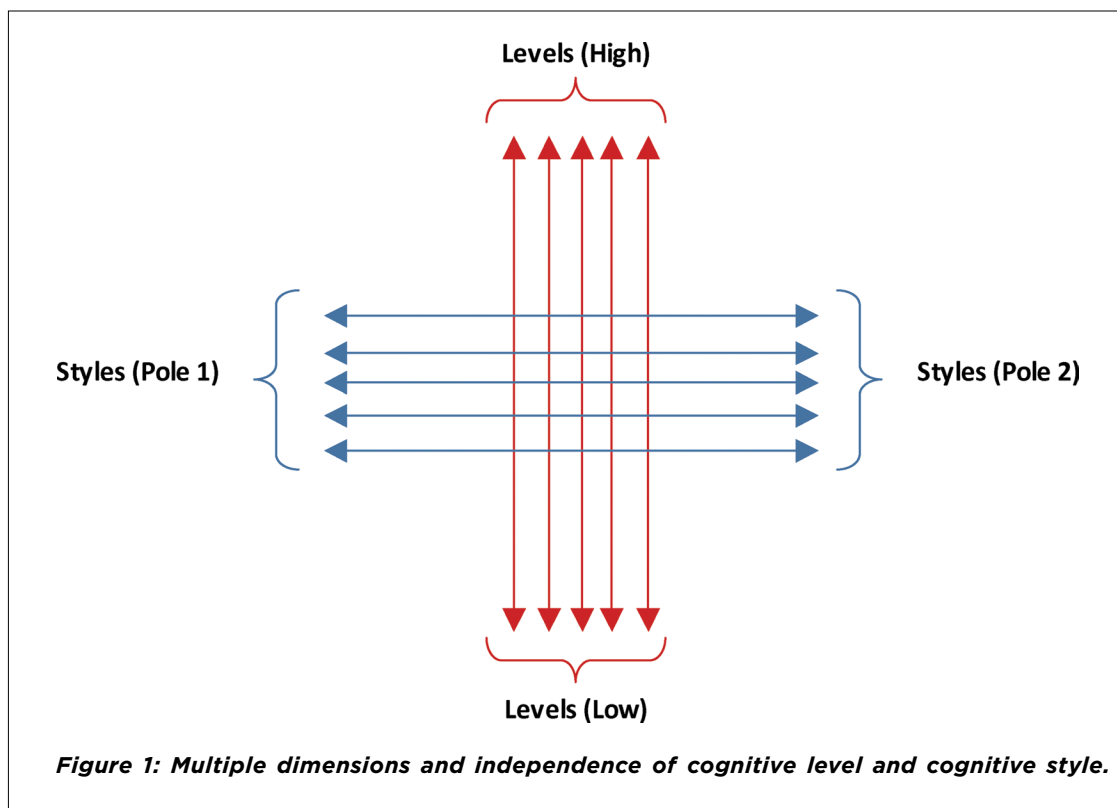 Levels (High)
Styles (Pole 1)
Styles (Pole 2)
Levels (Low)
Figure 1: Multiple dimensions and independence of cognitive level and cognitive style.